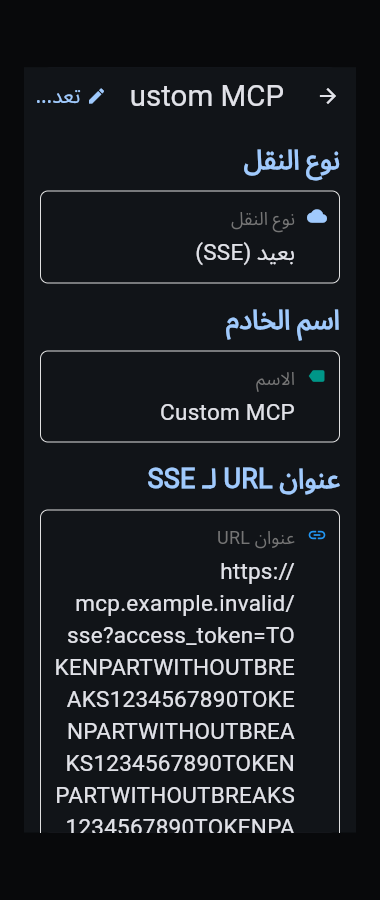 ustom MCP
تعد...
نوع النقل
نوع النقل
بعيد (SSE)
اسم الخادم
الاسم
Custom MCP
عنوان URL لـ SSE
عنوان URL
https://
mcp.example.invalid/
sse?access_token=TO
KENPARTWITHOUTBRE
AKS1234567890TOKE
NPARTWITHOUTBREA
KS1234567890TOKEN
PARTWITHOUTBREAKS
1234567890TOKENPA